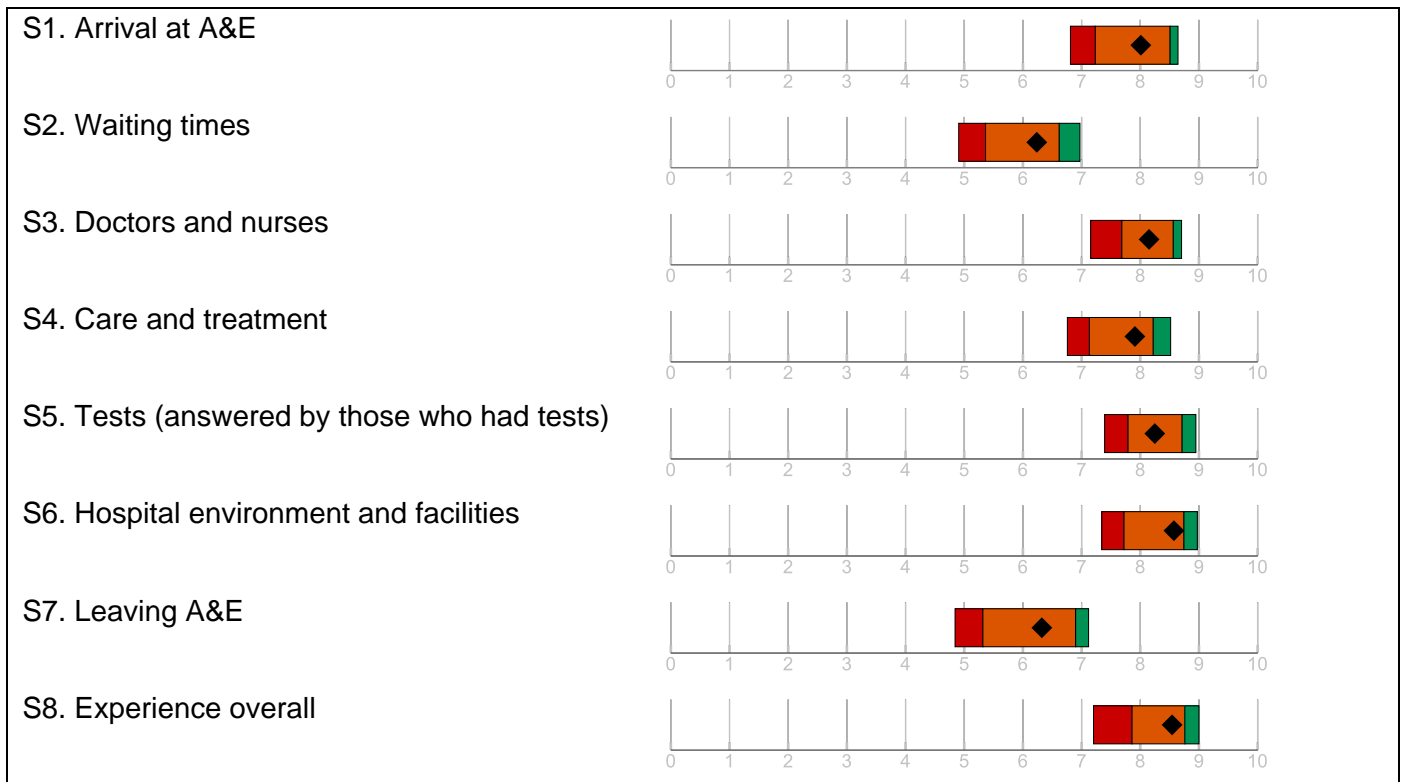 S1. Arrival at A&E
0 1 2 3 4 5 6 7 8 9 10
S2. Waiting times
0 1 2 3 4 5 6 7 8 9 10
S3. Doctors and nurses
0 1 2 3 4 5 6 7 8 9 10
S4. Care and treatment
0 1 2 3 4 5 6 7 8 9 10
S5. Tests (answered by those who had tests)
0 1 2 3 4 5 6 7 8 9 10
S6. Hospital environment and facilities
0 1 2 3 4 5 6 7 8 9 10
S7. Leaving A&E
0 1 2 3 4 5 6 7 8 9 10
S8. Experience overall
0 1 2 3 4 5 6 7 8 9 10